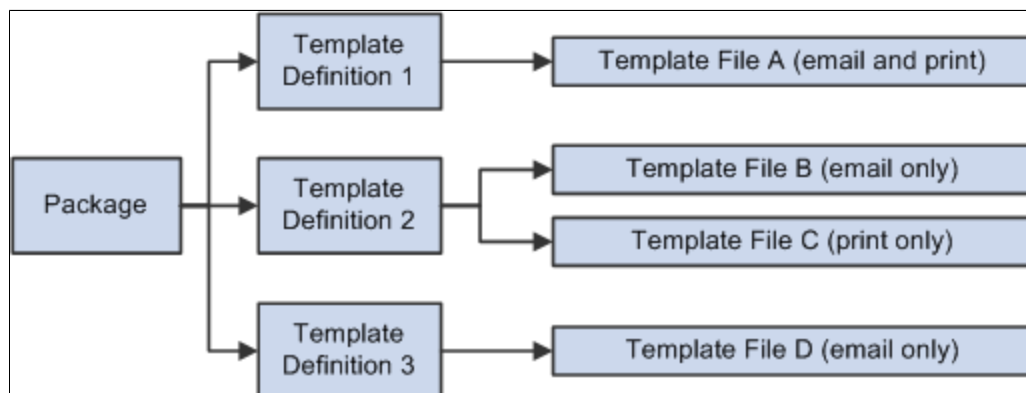 Template
Definition 1
Template File A (email and print)
Package
Template
Definition 2
Template File B (email only)
Template File C (print only)
Template
Definition 3
Template File D (email only)